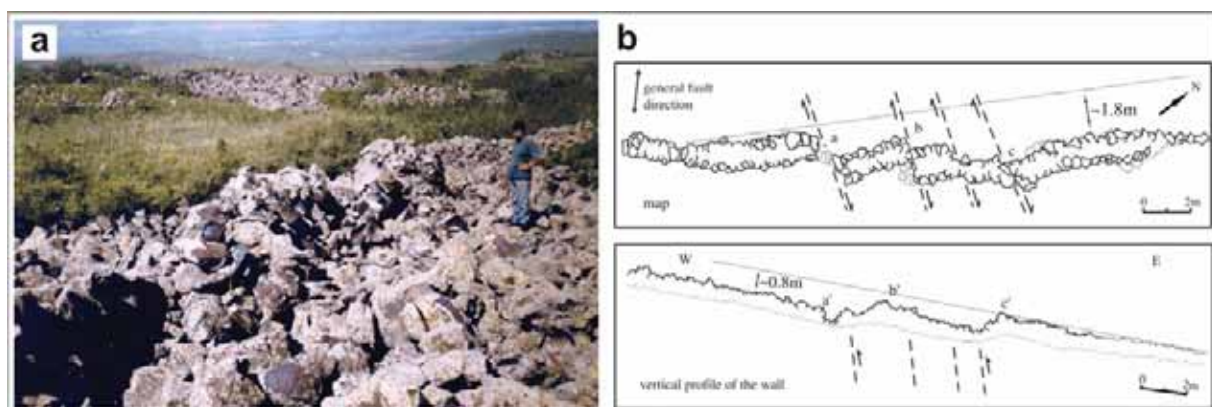 a
b
general fault
direction
N
~1.8m
a
b
c
map
0 2m
W
E
l~0.8m
a'
b'
c'
vertical profile of the wall
0 2m